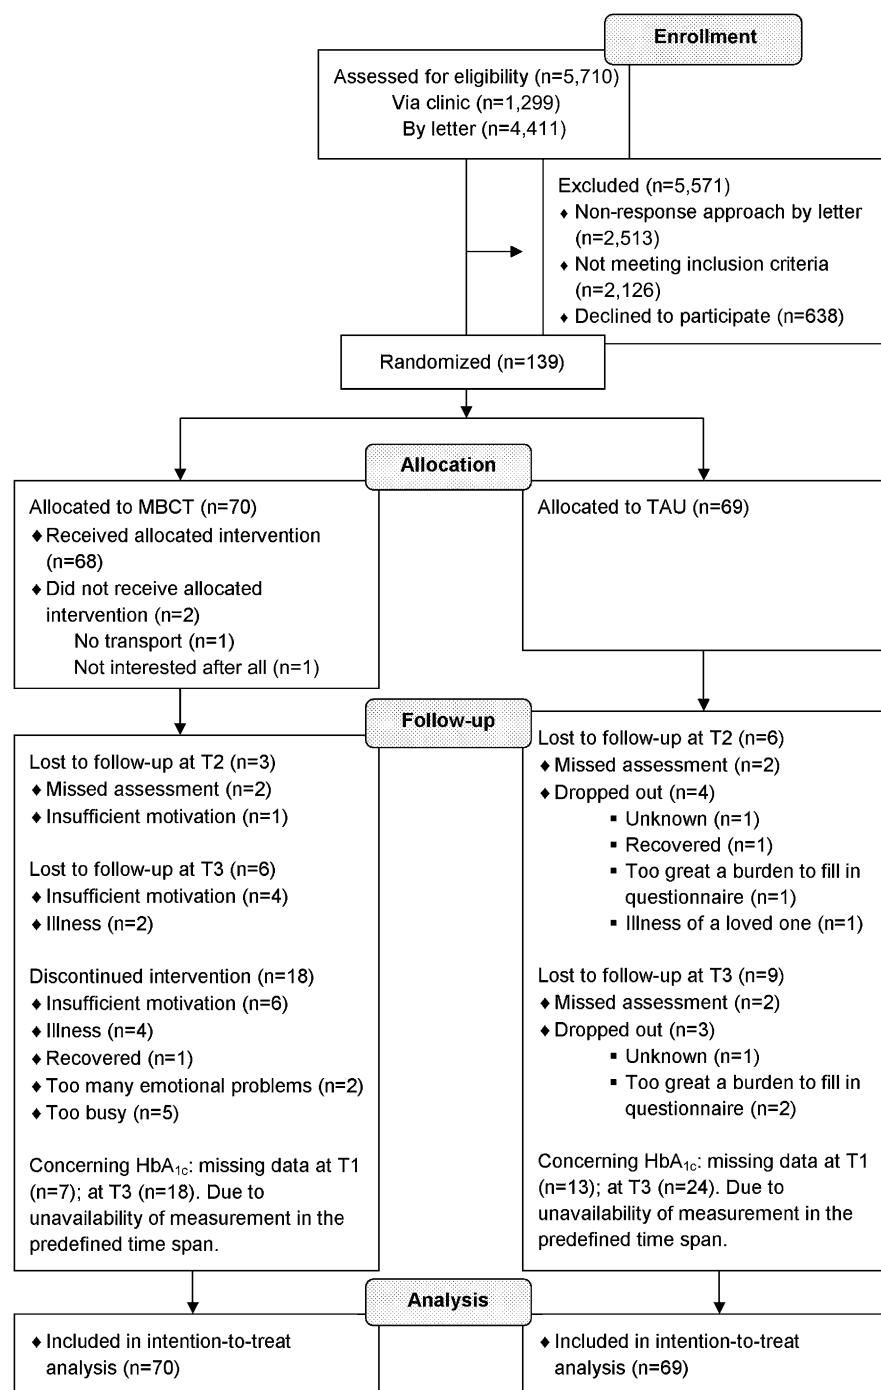 Enrollment
Assessed for eligibility (n=5,710)
Via clinic (n=1,299)
By letter (n=4,411)
Excluded (n=5,571)
♦ Non-response approach by letter
(n=2,513)
♦ Not meeting inclusion criteria
(n=2,126)
♦ Declined to participate (n=638)
Randomized (n=139)
Allocation
Allocated to MBCT (n=70)
♦ Received allocated intervention
(n=68)
♦ Did not receive allocated
intervention (n=2)
No transport (n=1)
Not interested after all (n=1)
Allocated to TAU (n=69)
Follow-up
Lost to follow-up at T2 (n=3)
♦ Missed assessment (n=2)
♦ Insufficient motivation (n=1)
Lost to follow-up at T3 (n=6)
♦ Insufficient motivation (n=4)
♦ Illness (n=2)
Discontinued intervention (n=18)
♦ Insufficient motivation (n=6)
♦ Illness (n=4)
♦ Recovered (n=1)
♦ Too many emotional problems (n=2)
♦ Too busy (n=5)
Concerning HbA1c: missing data at T1
(n=7); at T3 (n=18). Due to
unavailability of measurement in the
predefined time span.
Lost to follow-up at T2 (n=6)
♦ Missed assessment (n=2)
♦ Dropped out (n=4)
▪ Unknown (n=1)
▪ Recovered (n=1)
▪ Too great a burden to fill in
questionnaire (n=1)
▪ Illness of a loved one (n=1)
Lost to follow-up at T3 (n=9)
♦ Missed assessment (n=2)
♦ Dropped out (n=3)
▪ Unknown (n=1)
▪ Too great a burden to fill in
questionnaire (n=2)
Concerning HbA1c: missing data at T1
(n=13); at T3 (n=24). Due to
unavailability of measurement in the
predefined time span.
Analysis
♦ Included in intention-to-treat
analysis (n=70)
♦ Included in intention-to-treat
analysis (n=69)